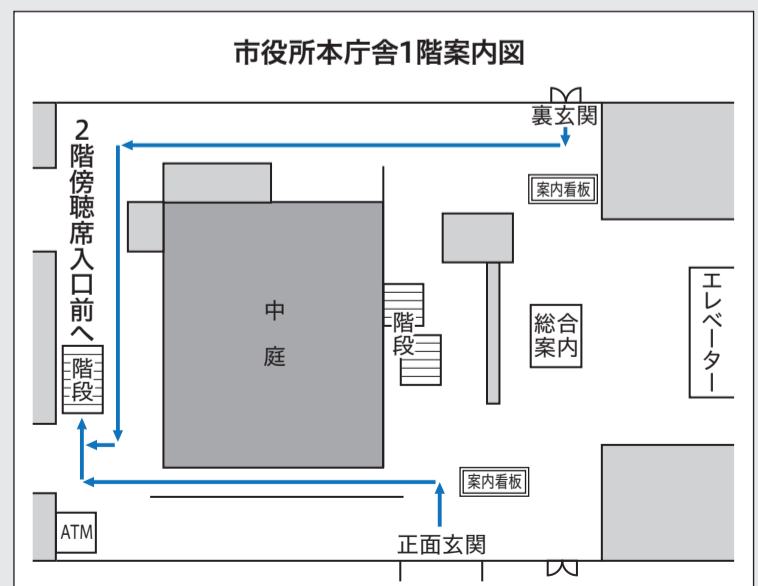 市役所本庁舎1階案内図
裏玄関
2階傍聴席入口前へ
案内看板
エレベーター
中庭
階段
総合
案内
階段
案内看板
ATM
正面玄関